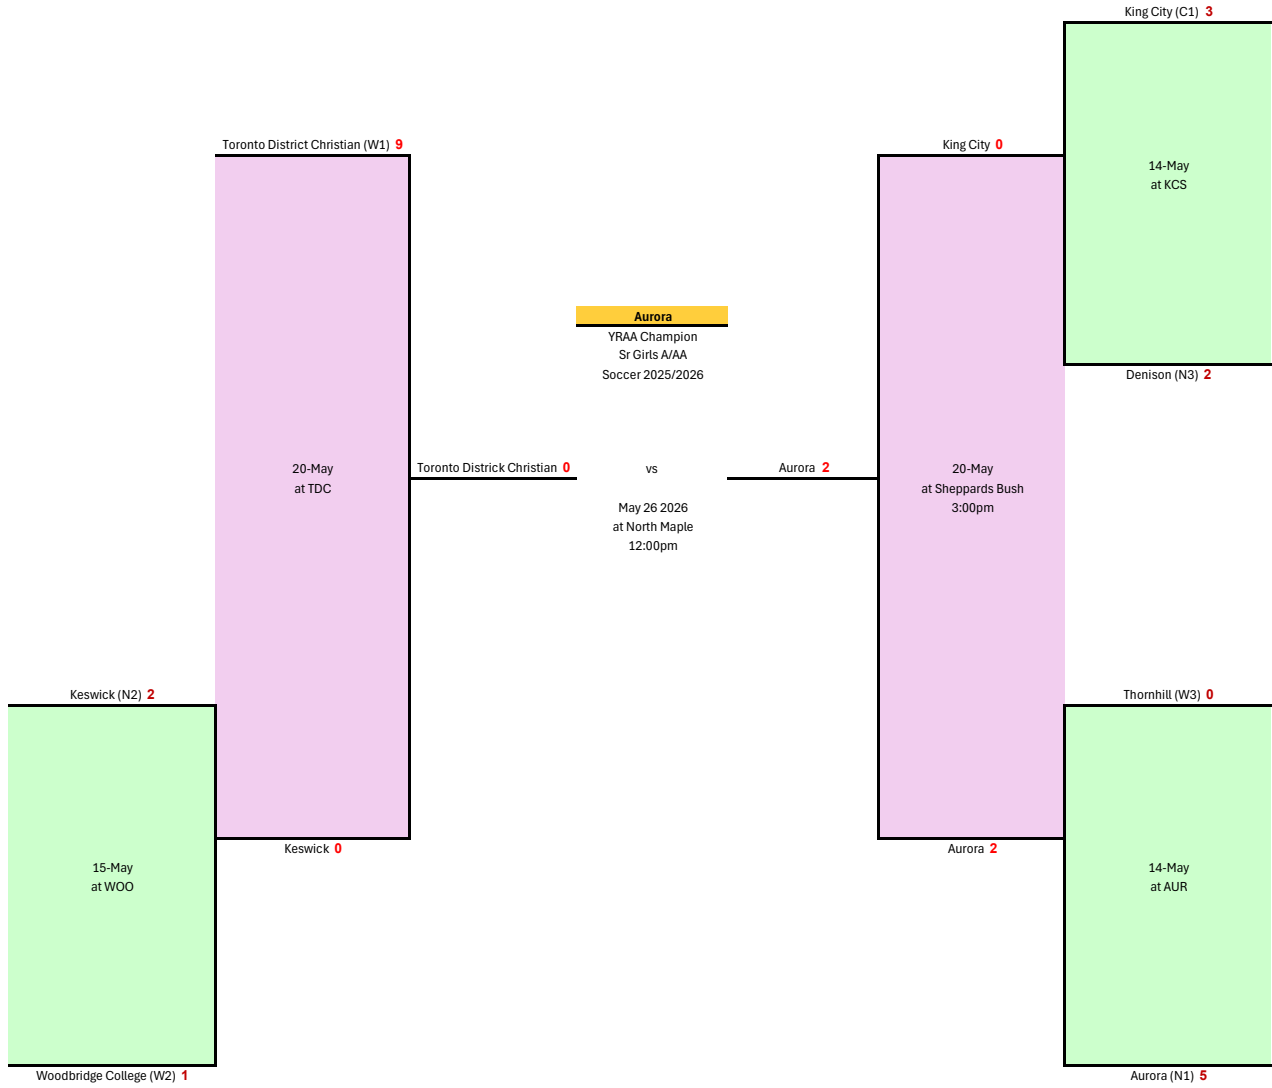 King City (C1) 3
Toronto District Christian (W1) 9
King City 0
14-May
at KCS
Aurora
YRAA Champion
Sr Girls A/AA
Soccer 2025/2026
Denison (N3) 2
20-May
at TDC
Toronto Districk Christian 0
vs
Aurora 2
20-May
at Sheppards Bush
3:00pm
May 26 2026
at North Maple
12:00pm
Keswick (N2) 2
Thornhill (W3) 0
Keswick 0
Aurora 2
15-May
at WOO
14-May
at AUR
Woodbridge College (W2) 1
Aurora (N1) 5